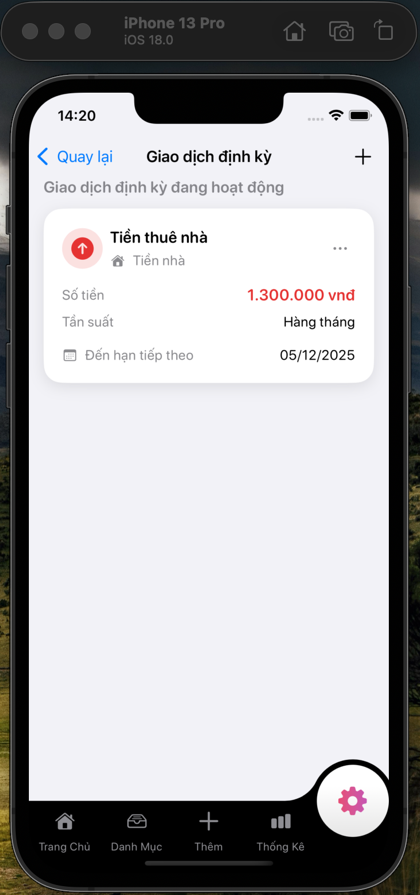 iPhone 13 Pro
iOS 18.0
14:20
Quay lại Giao dịch định kỳ
Giao dịch định kỳ đang hoạt động
Tiền thuê nhà
Tiền nhà
Số tiền 1.300.000 vnđ
Tần suất Hàng tháng
Đến hạn tiếp theo 05/12/2025
Trang Chủ Danh Mục Thêm Thống Kê